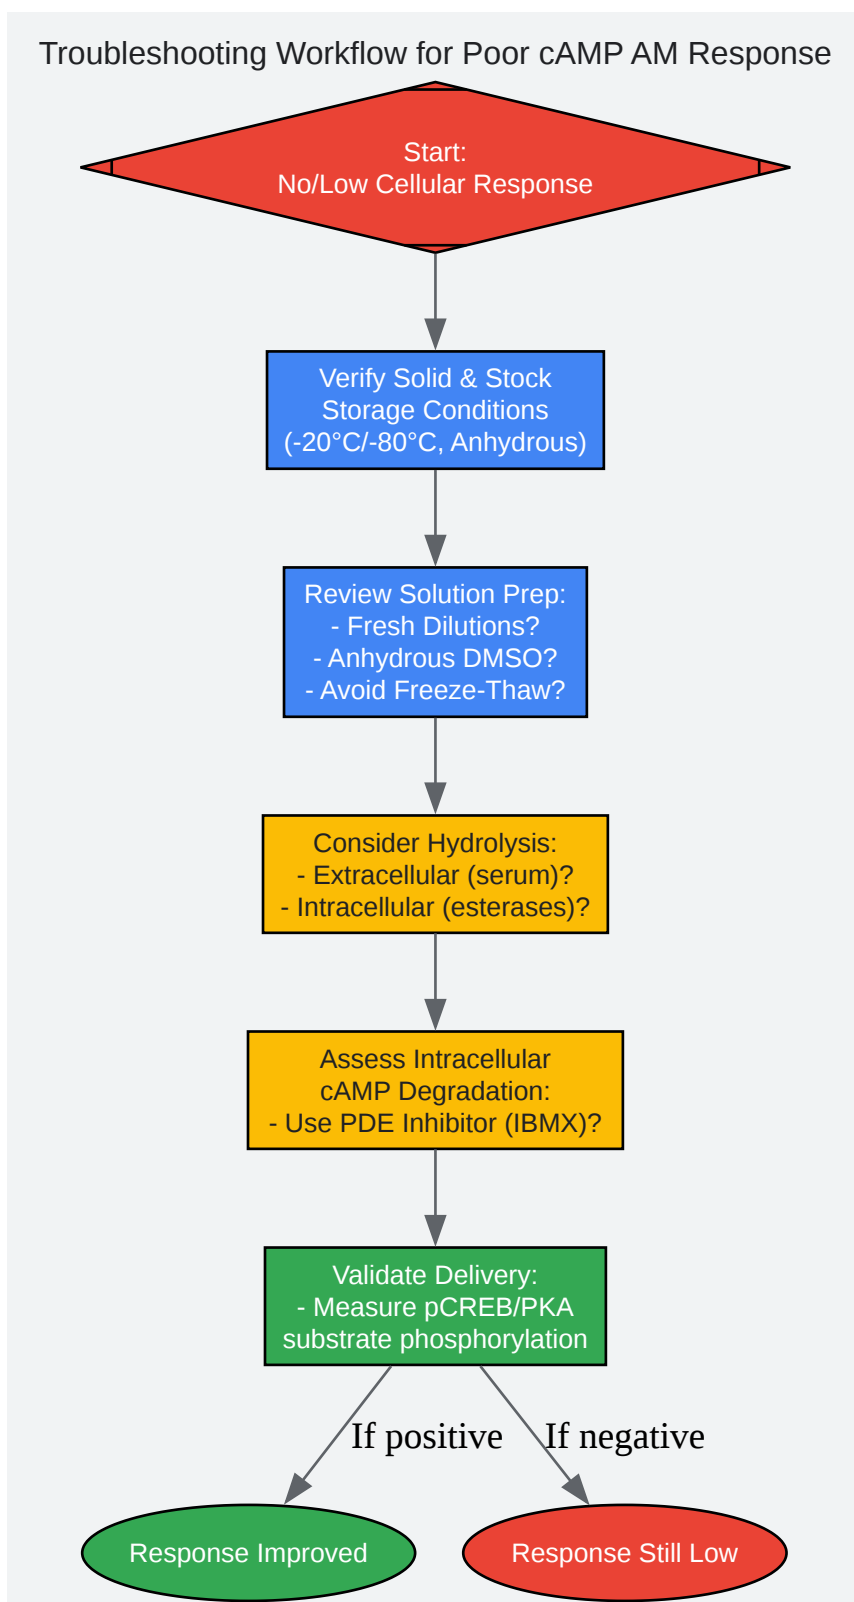 Troubleshooting Workflow for Poor cAMP AM Response
Start:
No/Low Cellular Response
Verify Solid & Stock
Storage Conditions
(-20°C/-80°C, Anhydrous)
Review Solution Prep:
- Fresh Dilutions?
- Anhydrous DMSO?
- Avoid Freeze-Thaw?
Consider Hydrolysis:
- Extracellular (serum)?
- Intracellular (esterases)?
Assess Intracellular
cAMP Degradation:
- Use PDE Inhibitor (IBMX)?
Validate Delivery:
- Measure pCREB/PKA
substrate phosphorylation
If positive
If negative
Response Improved
Response Still Low